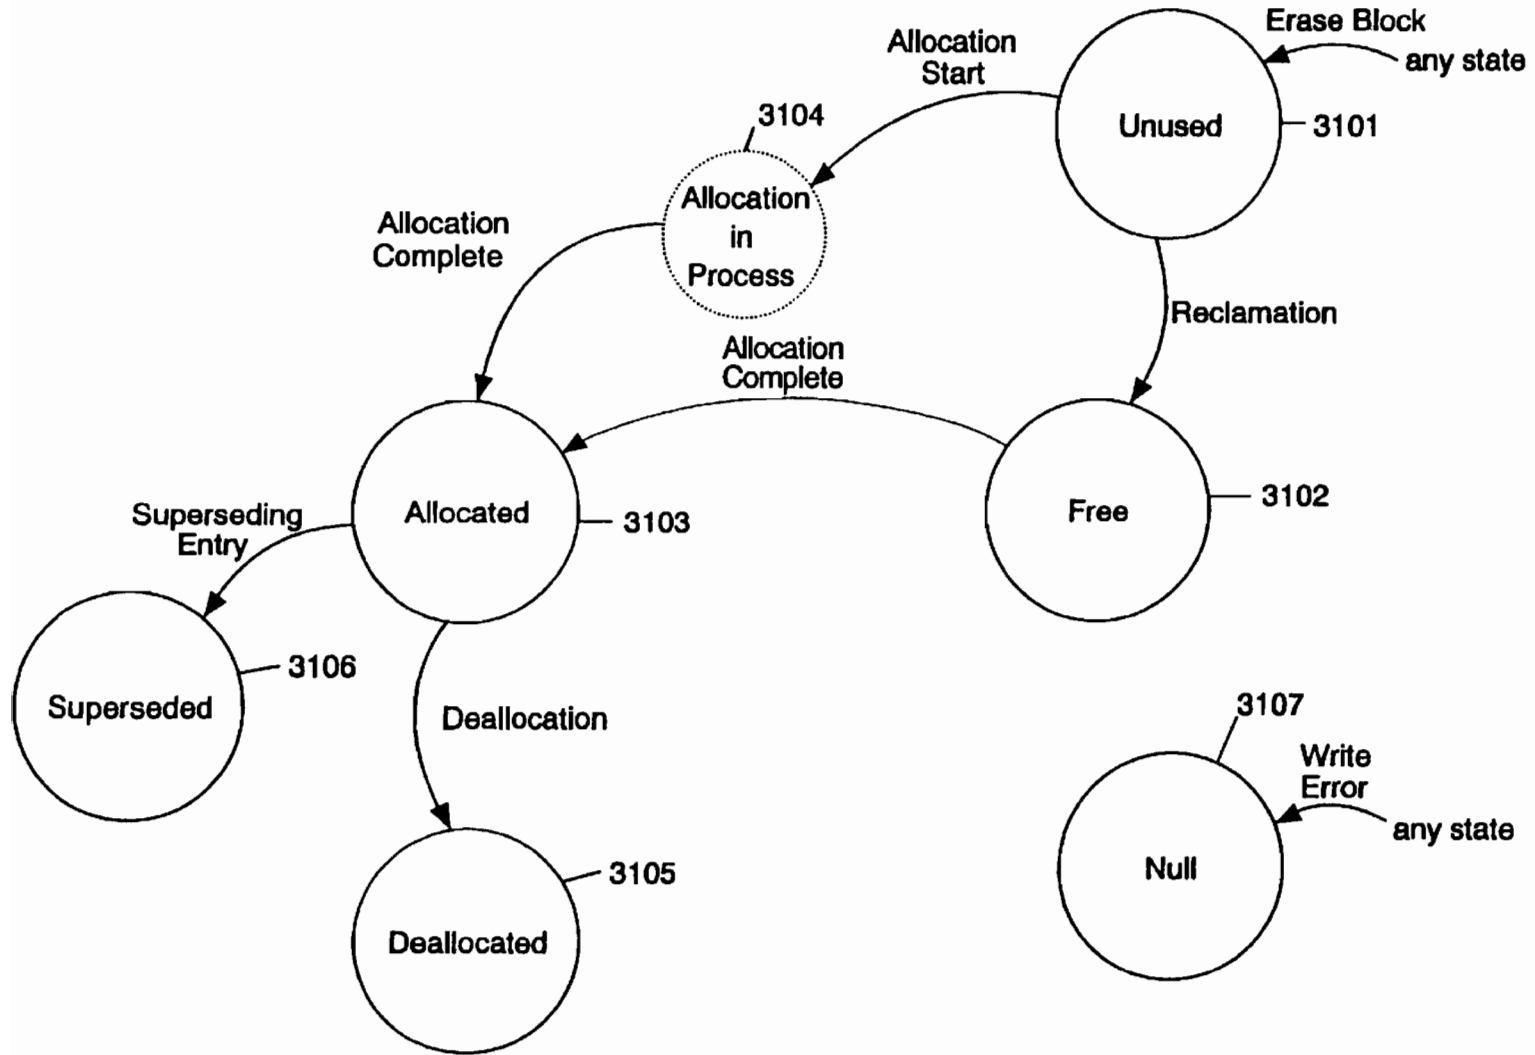 Erase Block
any state
Allocation
Start
Unused
3101
3104
Allocation
in
Process
Allocation
Complete
Reclamation
Allocation
Complete
Allocated
3103
Free
3102
Superseding
Entry
Superseded
3106
Deallocation
Deallocated
3105
3107
Write
Error
any state
Null